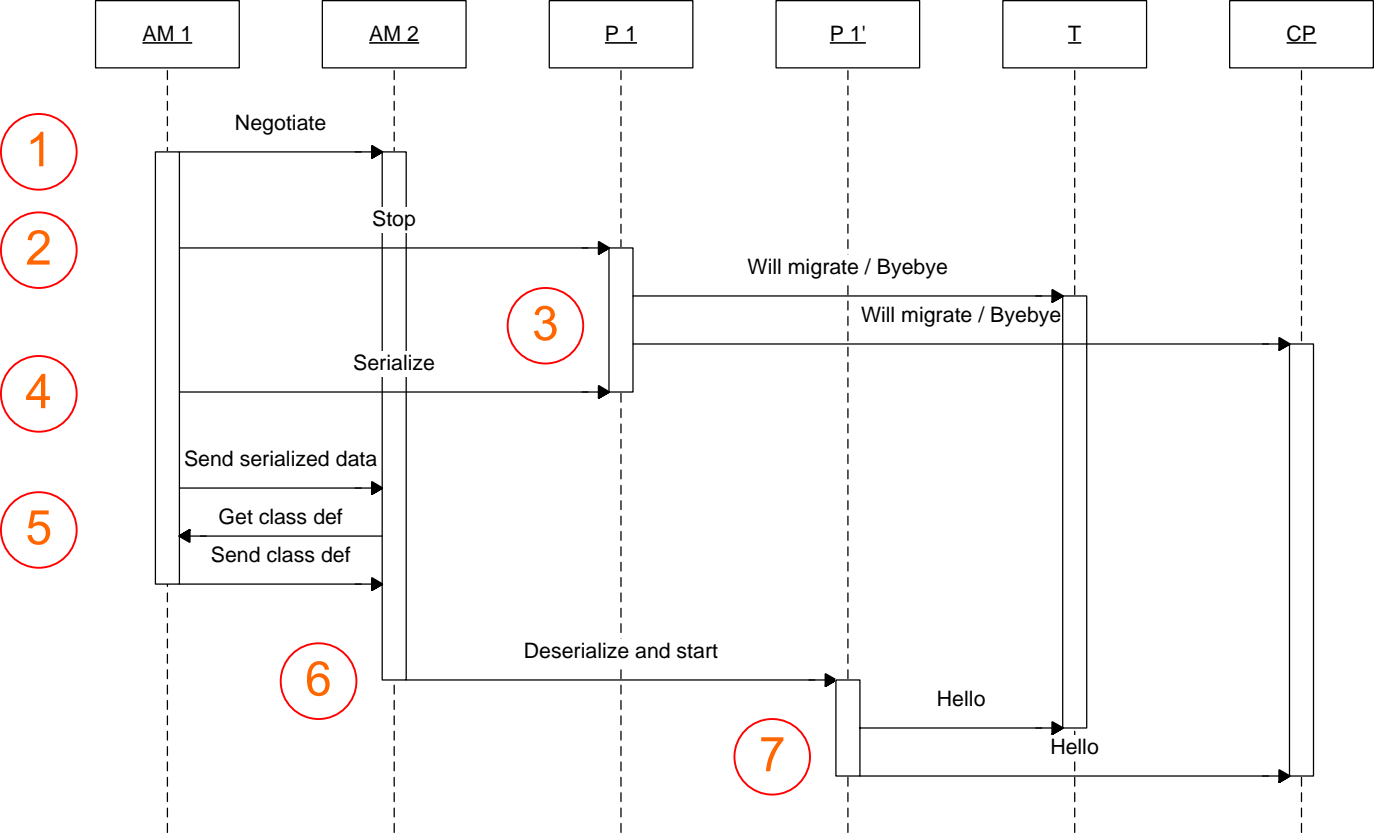 AM 1
AM 2
P 1
P 1'
T
CP
1
Negotiate
2
Stop
Will migrate / Byebye
3
Will migrate / Byebye
4
Serialize
Send serialized data
5
Get class def
Send class def
6
Deserialize and start
Hello
7
Hello